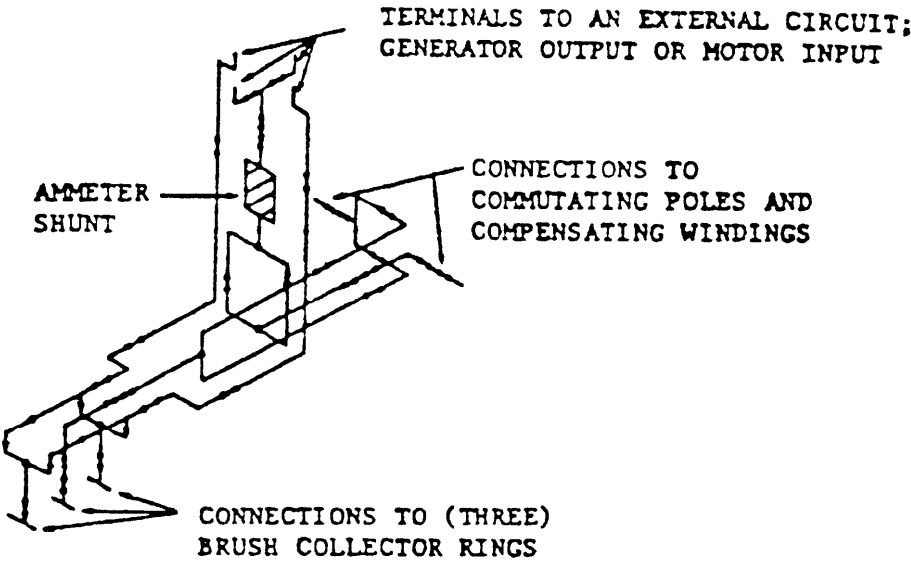 TERMINALS TO AN EXTERNAL CIRCUIT;
GENERATOR OUTPUT OR MOTOR INPUT
CONNECTIONS TO
COMMUTATING POLES AND
COMPENSATING WINDINGS
AMMETER
SHUNT
CONNECTIONS TO (THREE)
BRUSH COLLECTOR RINGS